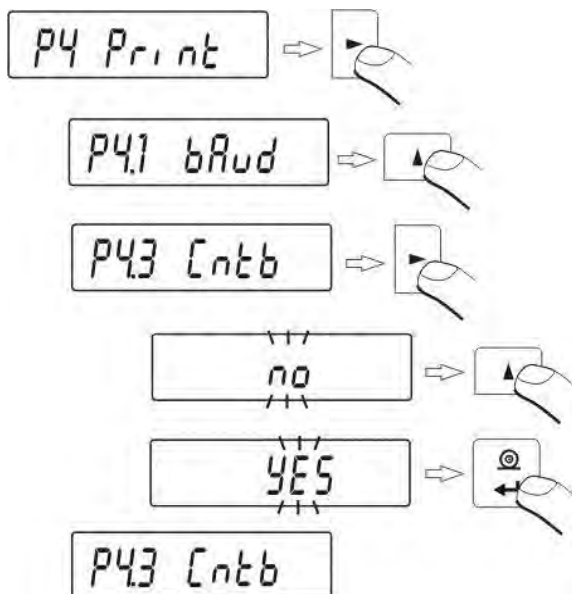 P4 Print
P4.1 bAud
P4.3 Cntb
no
YES
P4.3 Cntb